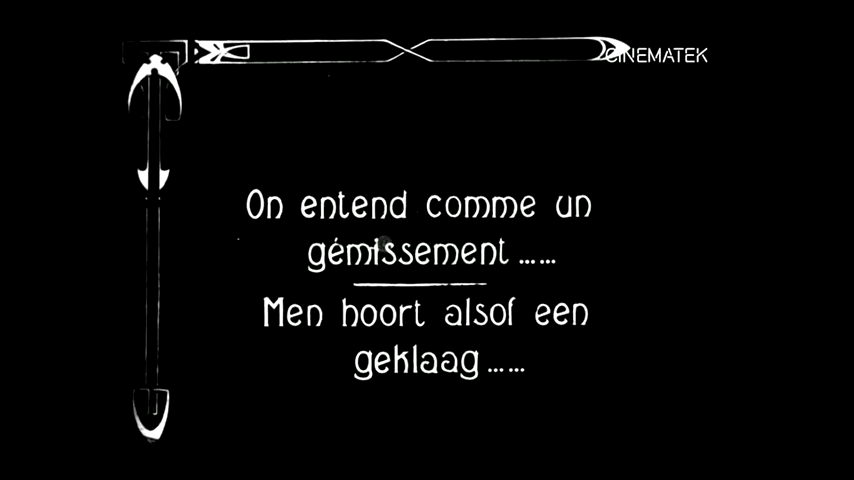 CINEMATEK
On entend comme un
gémissement ......
Men hoort alsof een
geklaag ......